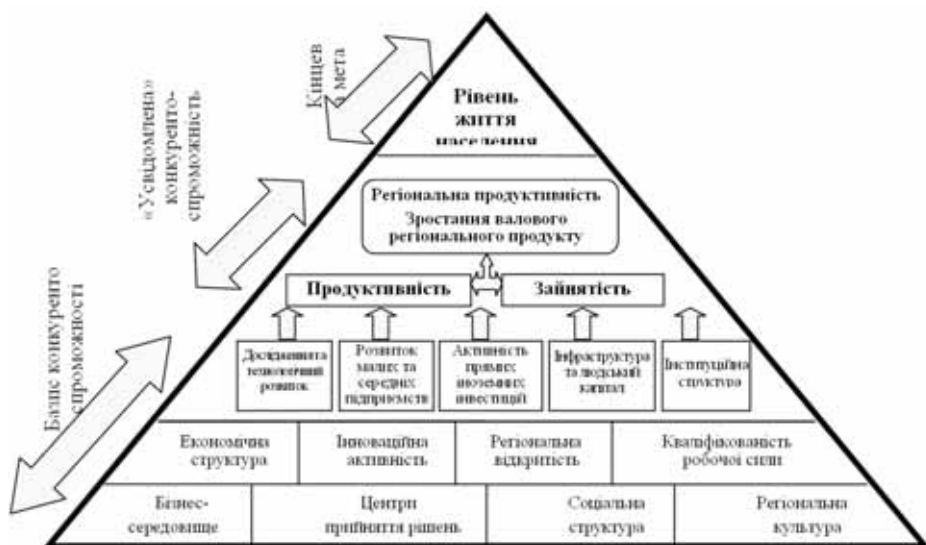 Кінцев
а мета
«Усвідомлена»
конкуренто-
спроможність
Базис конкуренто
спроможності
Рівень
життя
населення
Регіональна продуктивність
Зростання валового
регіонального продукту
Продуктивність
Зайнятість
Дослідження та
технологічний
розвиток
Розвиток
малих та
середніх
підприємств
Активність
прямих
іноземних
інвестицій
Інфраструктура
та людський
капітал
Інституційна
структура
Економічна
структура
Інноваційна
активність
Регіональна
відкритість
Кваліфікованість
робочої сили
Бізнес-
середовище
Центри
прийняття рішень
Соціальна
структура
Регіональна
культура